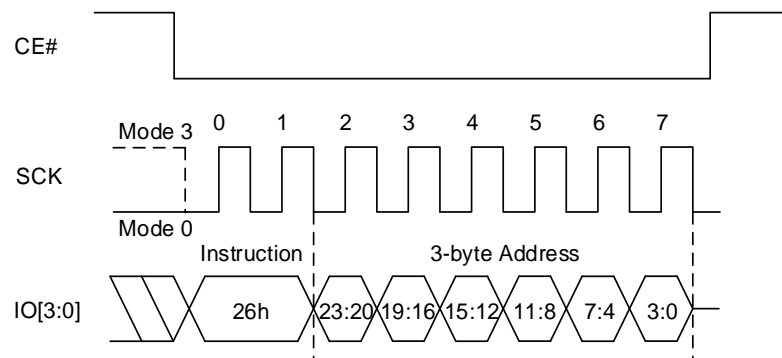 CE#
Mode 3
0 1 2 3 4 5 6 7
SCK
Mode 0
Instruction 3-byte Address
IO[3:0] 26h 23:20 19:16 15:12 11:8 7:4 3:0